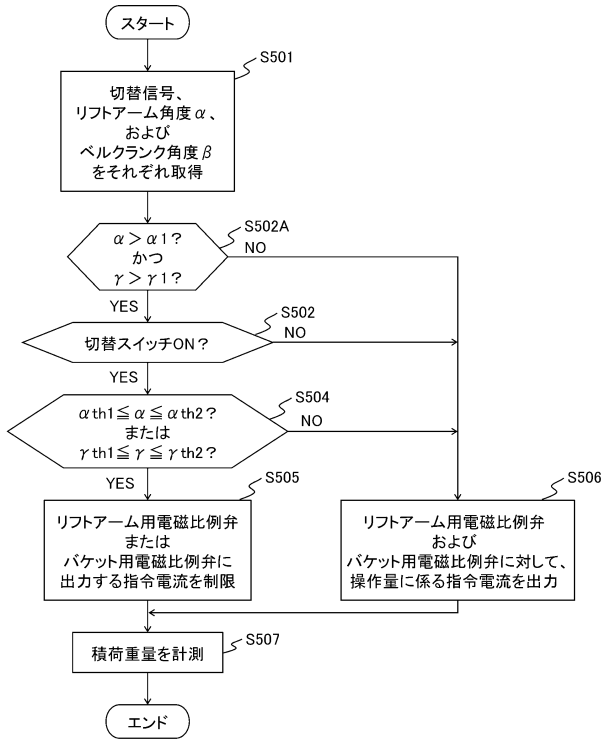 スタート
S501
切替信号、
リフトアーム角度α、
および
ベルクランク角度β
をそれぞれ取得
S502A
α＞α1？
かつ
γ＞γ1？
NO
YES
S502
切替スイッチON？
NO
YES
S504
αth1≦α≦αth2？
または
γth1≦γ≦γth2？
NO
YES
S505
リフトアーム用電磁比例弁
または
バケット用電磁比例弁に
出力する指令電流を制限
S506
リフトアーム用電磁比例弁
および
バケット用電磁比例弁に対して、
操作量に係る指令電流を出力
S507
積荷重量を計測
エンド